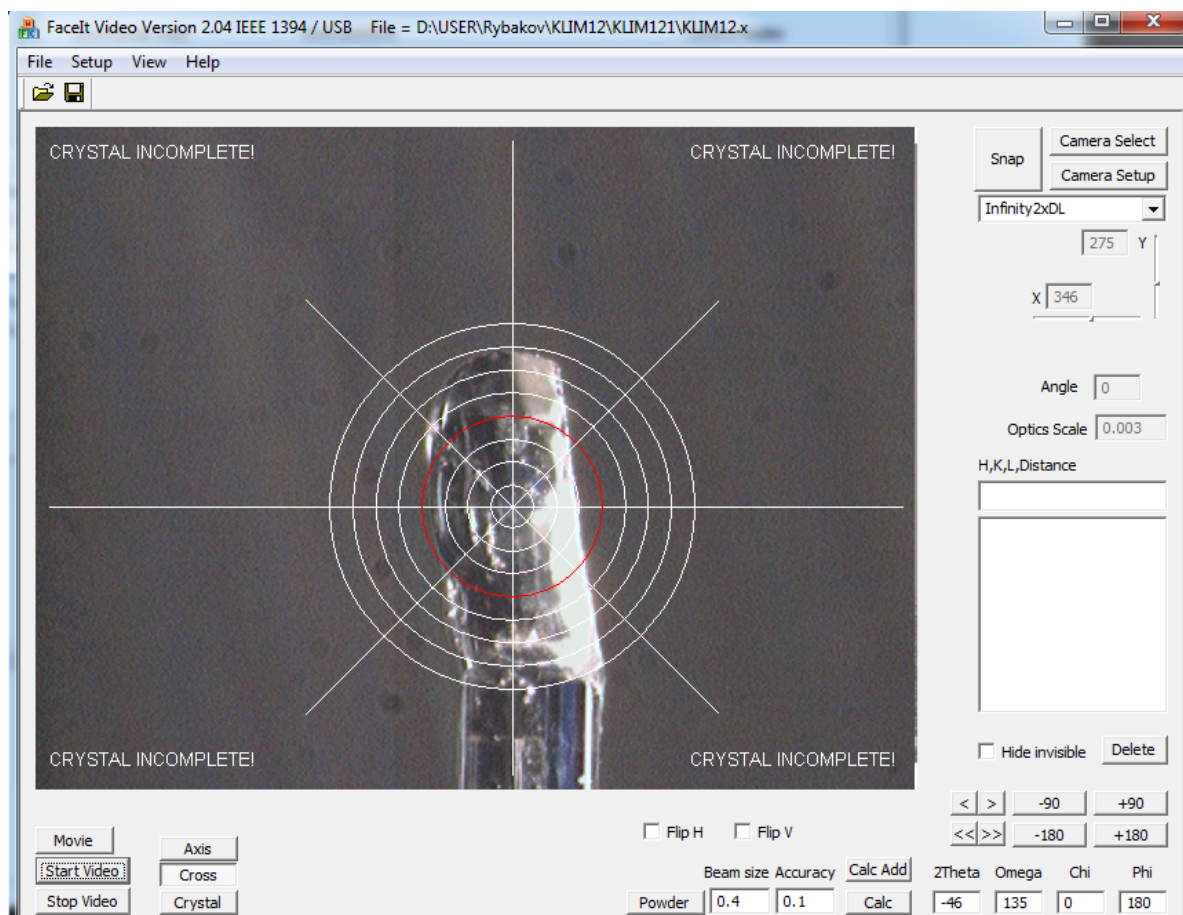 FaceIt Video Version 2.04 IEEE 1394 / USB File = D:\USER\Rybakov\KLIM12\KLIM121\KLIM12.x
File Setup View Help
CRYSTAL INCOMPLETE! CRYSTAL INCOMPLETE!
Snap
Camera Select
Camera Setup
Infinity2xDL
275 Y
X 346
Angle 0
Optics Scale 0.003
H,K,L,Distance
CRYSTAL INCOMPLETE! CRYSTAL INCOMPLETE!
Hide invisible Delete
< > -90 +90
<< >> -180 +180
Flip H Flip V
Movie Axis
Start Video Cross
Stop Video Crystal
Beam size Accuracy Calc Add
Powder 0.4 0.1 Calc
2Theta Omega Chi Phi
-46 135 0 180